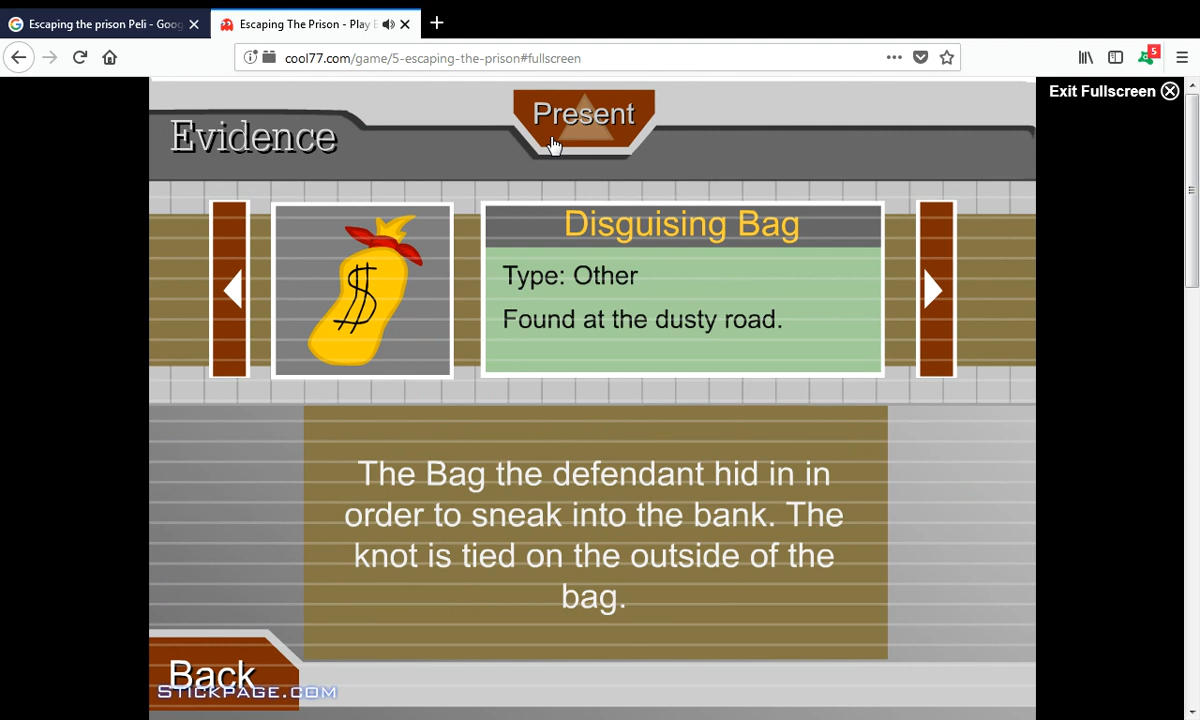 Escaping the prison Peli - Goog
Escaping The Prison - Play E
cool77.com/game/5-escaping-the-prison#fullscreen
5
Exit Fullscreen
Present
Evidence
$
Disguising Bag
Type: Other
Found at the dusty road.
The Bag the defendant hid in in
order to sneak into the bank. The
knot is tied on the outside of the
bag.
Back
STICKPAGE.COM